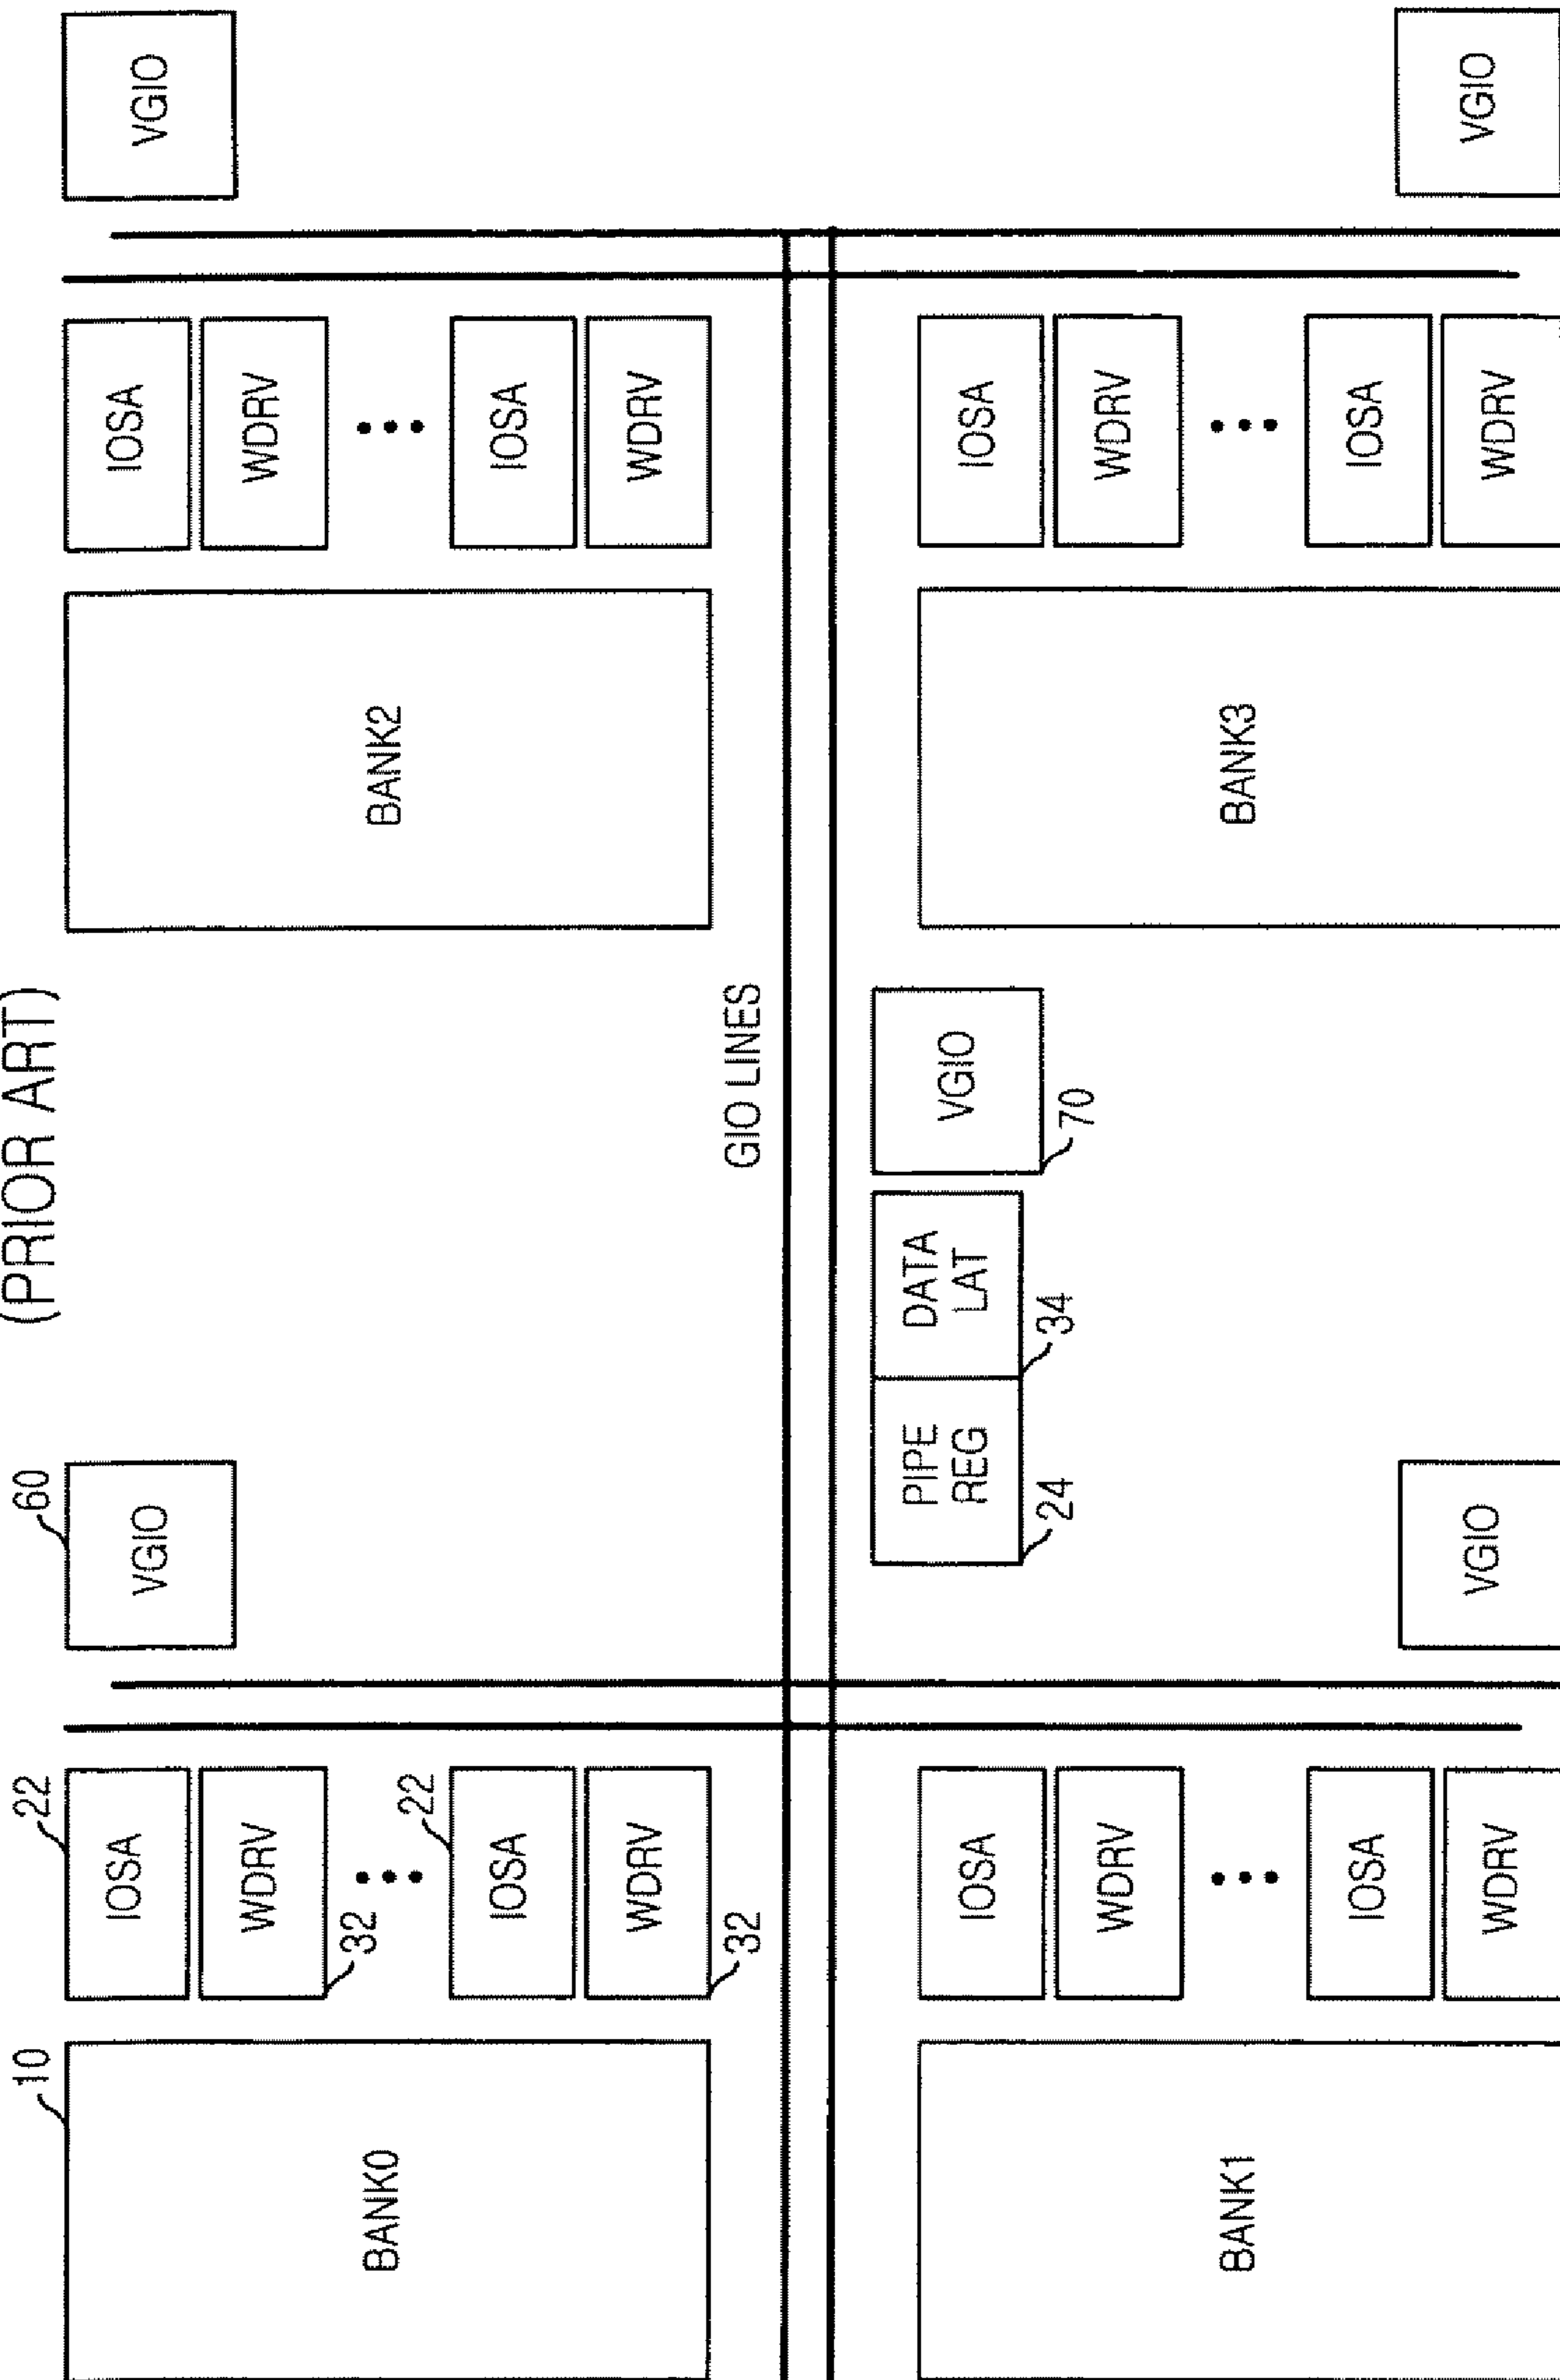 (PRIOR ART)
10
22
60
IOSA
VGIO
IOSA
VGIO
WDRV
WDRV
32
BANK0
BANK2
22
IOSA
IOSA
WDRV
WDRV
32
GIO LINES
IOSA
PIPE
REG
DATA
LAT
VGIO
IOSA
24
34
70
WDRV
WDRV
BANK1
BANK3
IOSA
IOSA
WDRV
VGIO
WDRV
VGIO